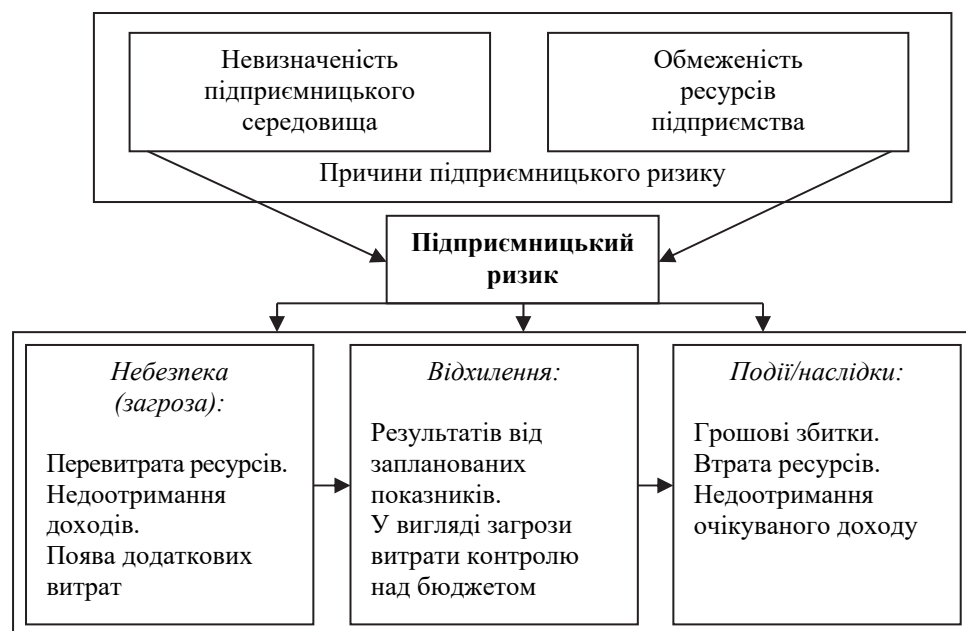 Невизначеність
підприємницького
середовища
Обмеженість
ресурсів
підприємства
Причини підприємницького ризику
Підприємницький
ризик
Небезпека
(загроза):
Перевитрата ресурсів.
Недоотримання
доходів.
Поява додаткових
витрат
Відхилення:
Результатів від
запланованих
показників.
У вигляді загрози
витрати контролю
над бюджетом
Події/наслідки:
Грошові збитки.
Втрата ресурсів.
Недоотримання
очікуваного доходу